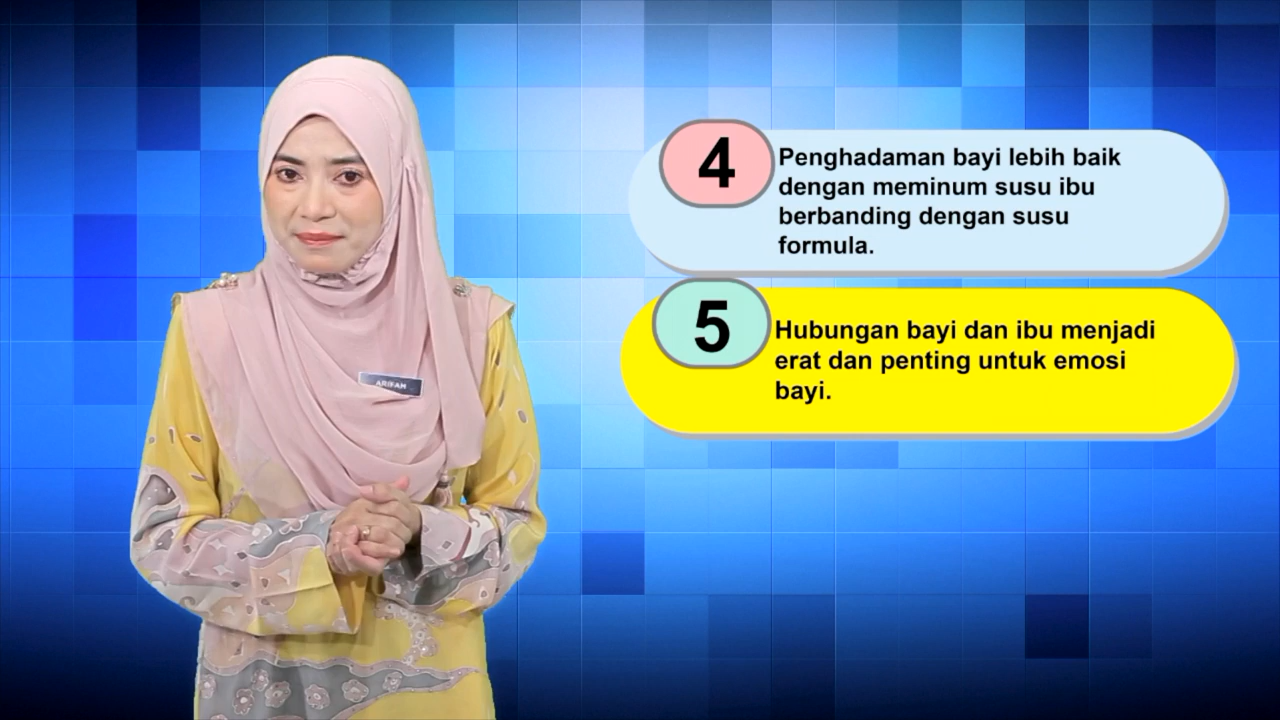 4
Penghadaman bayi lebih baik
dengan meminum susu ibu
berbanding dengan susu
formula.
5
Hubungan bayi dan ibu menjadi
erat dan penting untuk emosi
bayi.